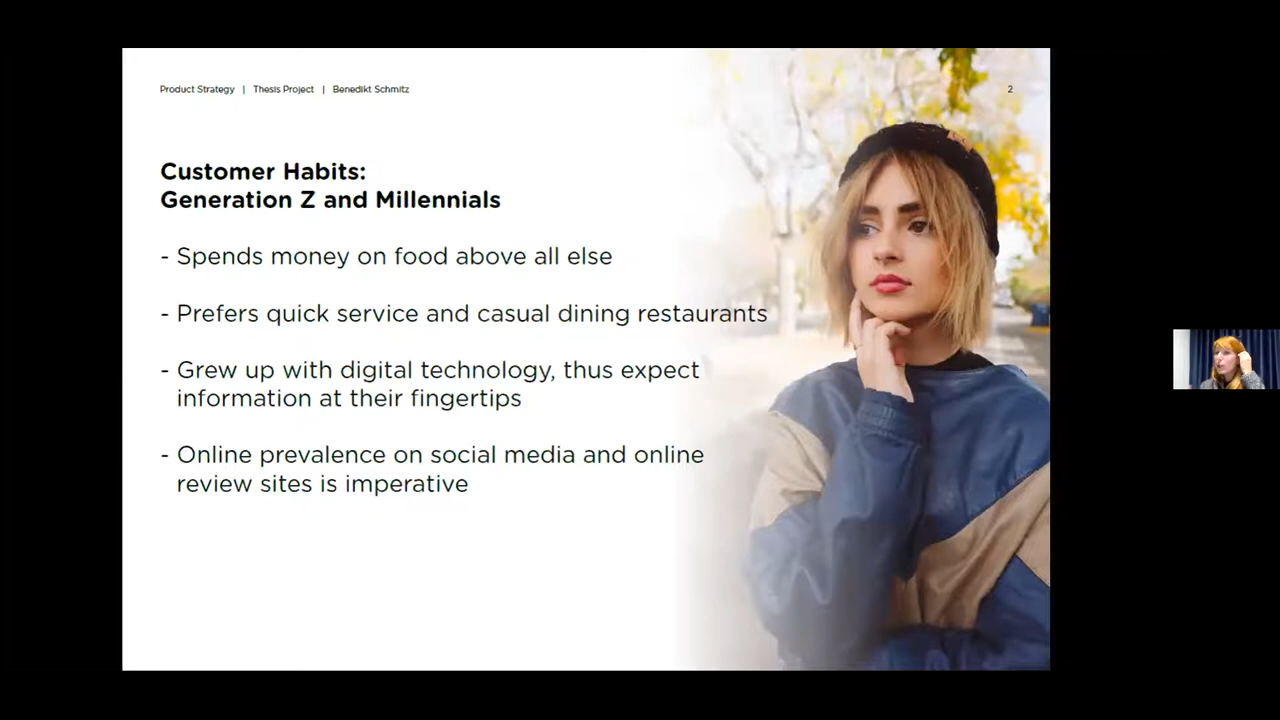 Product Strategy | Thesis Project | Benedikt Schmitz
2
Customer Habits:
Generation Z and Millennials
- Spends money on food above all else
- Prefers quick service and casual dining restaurants
- Grew up with digital technology, thus expect
information at their fingertips
- Online prevalence on social media and online
review sites is imperative